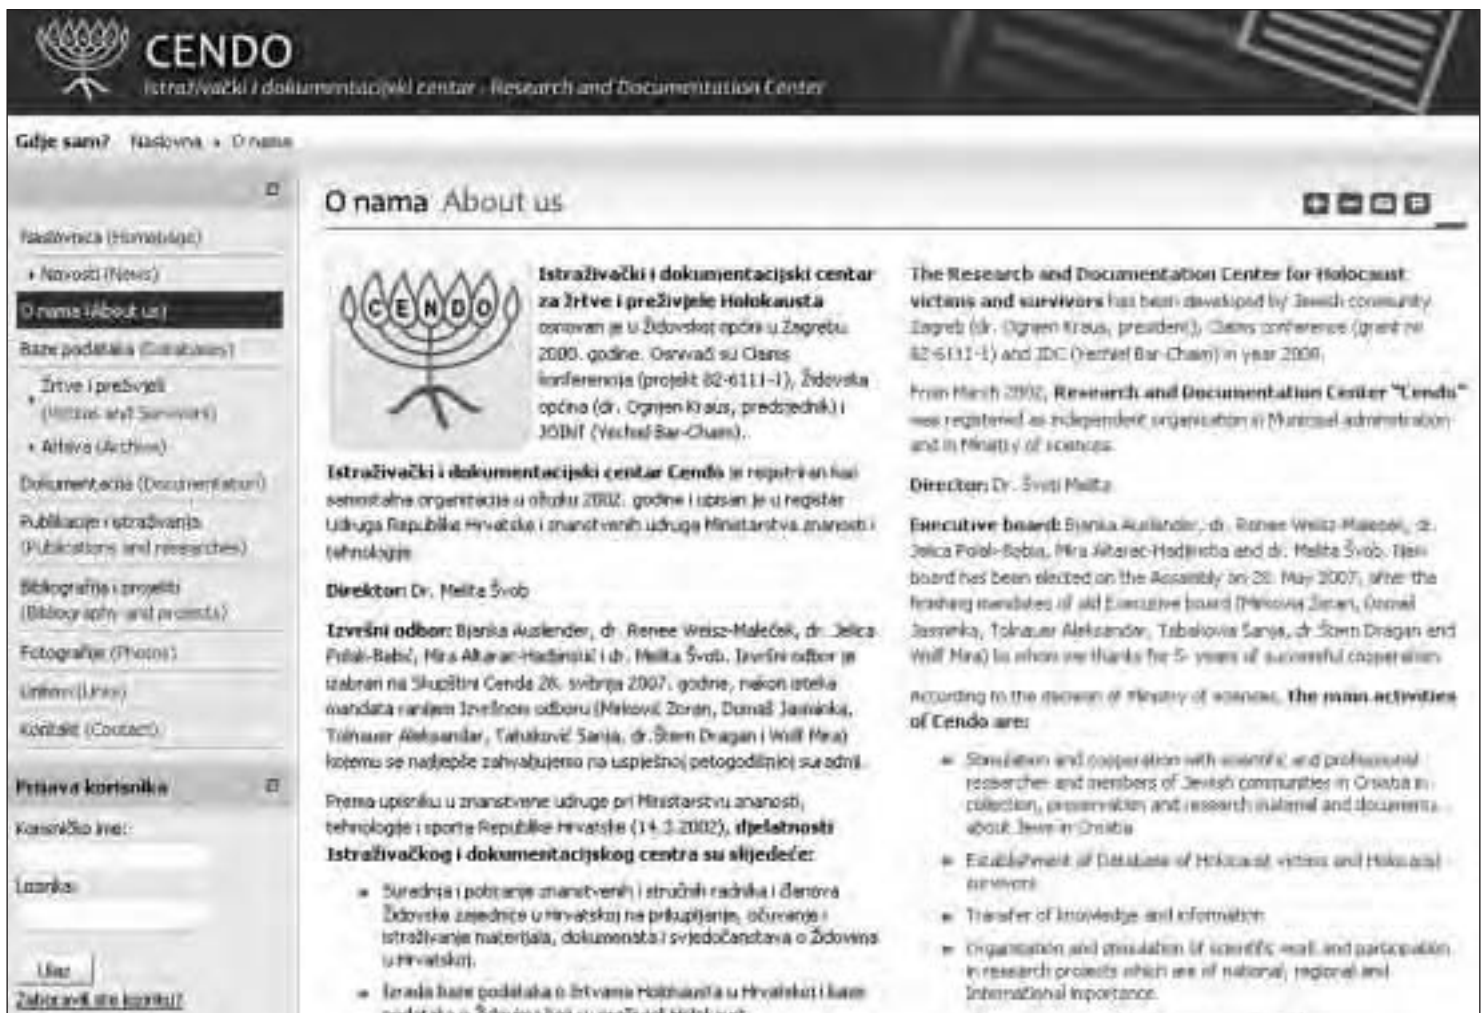 CENDO
Istraživački i dokumentacijski centar - Research and Documentation Center
Gdje sam? Naslovna O nama
Naslovnica (Homepage)
Novosti (News)
O nama (About us)
Baze podataka (Databases)
Žrtve i preživjeli
(Victims and Survivors)
Arhiva (Archive)
Dokumentacija (Documentation)
Publikacije i istraživanja
(Publications and researches)
Bibliografija i projekti
(Bibliography and projects)
Fotografije (Photos)
Linkovi (Links)
Kontakt (Contact)
Prijava korisnika
Korisničko ime:
Lozinka:
Ulaz
Zaboravili ste lozinku?
O nama About us
CENDO
Istraživački i dokumentacijski centar
za žrtve i preživjele Holokausta
osnovan je u Židovskoj općini u Zagrebu
2000. godine. Osnivači su Claims
konferencija (projekt 82-6111-1), Židovska
općina (dr. Ognjen Kraus, predsjednik) i
JOINT (Yechiel Bar-Chaim).
Istraživački i dokumentacijski centar Cendo je registriran kao
samostalna organizacija u ožujku 2002. godine i upisan je u registar
Udruga Republike Hrvatske i znanstvenih udruga Ministarstva znanosti i
tehnologije
Direktor: Dr. Melita Švob
Izvršni odbor: Bjanka Auslender, dr. Renee Weisz-Maleček, dr. Jelica
Polak-Babić, Mira Altarac-Hadjiristić i dr. Melita Švob. Izvršni odbor je
izabran na Skupštini Cenda 28. svibnja 2007. godine, nakon isteka
mandata ranijem Izvršnom odboru (Mirković Zoran, Domaš Jasminka,
Tolnauer Aleksandar, Tabaković Sanja, dr.Štern Dragan i Wolf Mira)
kojemu se najljepše zahvaljujemo na uspješnoj petogodišnjoj suradnji.
Prema upisniku u znanstvene udruge pri Ministarstvu znanosti,
tehnologije i sporta Republike Hrvatske (14.3.2002), djelatnosti
Istraživačkog i dokumentacijskog centra su slijedeće:
Suradnja i poticanje znanstvenih i stručnih radnika i članova
Židovske zajednice u Hrvatskoj na prikupljanje, očuvanje i
istraživanje materijala, dokumenata i svjedočanstava o Židovima
u Hrvatskoj.
Izrada baze podataka o žrtvama Holokausta u Hrvatskoj i baze
The Research and Documentation Center for Holocaust
victims and survivors has been developed by Jewish community
Zagreb (dr. Ognjen Kraus, president), Claims conference (grant nr
82-6111-1) and JDC (Yechiel Bar-Chaim) in year 2000.
From March 2002, Research and Documentation Center "Cendo"
was registered as independent organisation in Municipal administration
and in Ministry of sciences.
Director: Dr. Melita
Executive board: Bjanka Auslender, dr. Renee Weisz-Maleček, dr.
Jelica Polak-Babic, Mira Altarac-Hadjiristic and dr. Melita Švob. New
board has been elected on the Assembly on 28. May 2007, after the
finishing mandates of old Executive board (Mirkovic Zoran, Domaš
Jasminka, Tolnauer Aleksandar, Tabakovic Sanja, dr.Štern Dragan and
Wolf Mira) to whom we thanks for 5- years of successful cooperation.
According to the decision of Ministry of sciences, the main activities
of Cendo are:
Stimulation and cooperation with scientific and professional
researcher and members of Jewish communities in Croatia in
collection, preservation and research material and documents
about Jews in Croatia
Establishment of Database of Holocaust victims and Holocaust
survivors
Transfer of knowledge and information
Organisation and stimulation of scientific work and participation
in research projects which are of national, regional and
International importance.